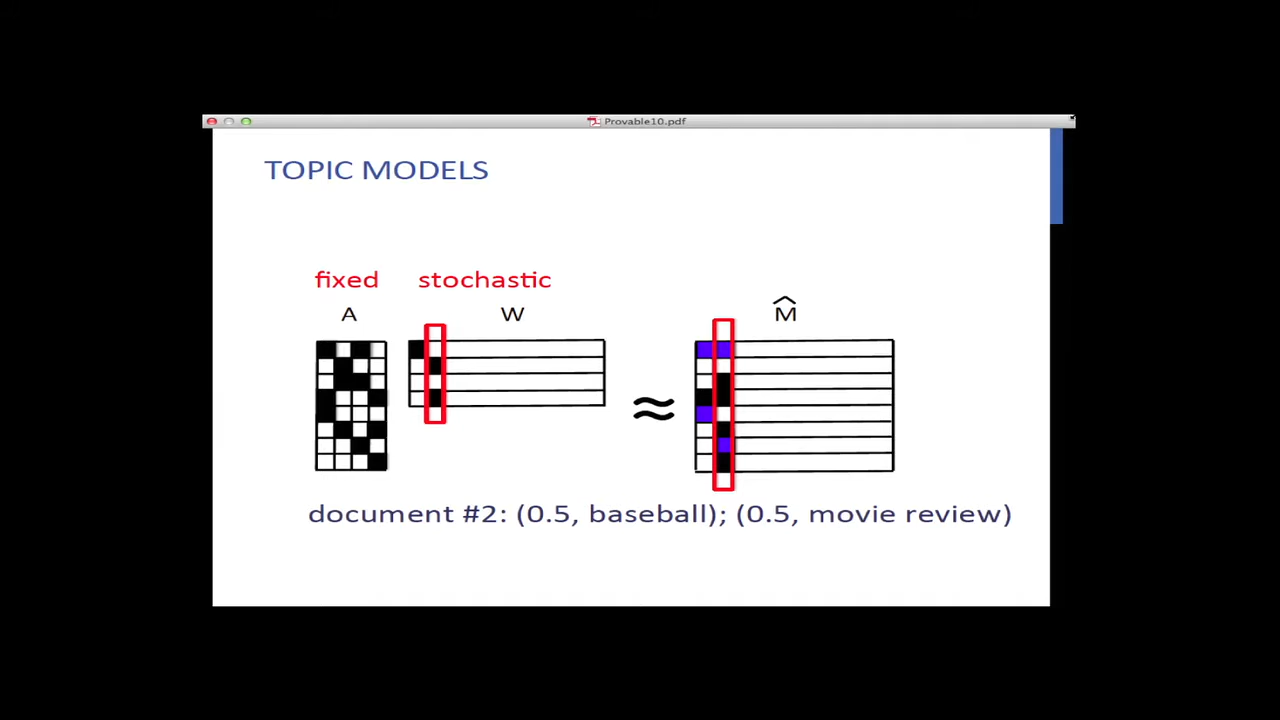 Provable10.pdf
TOPIC MODELS
fixed stochastic
A W M̂
≈
document #2: (0.5, baseball); (0.5, movie review)